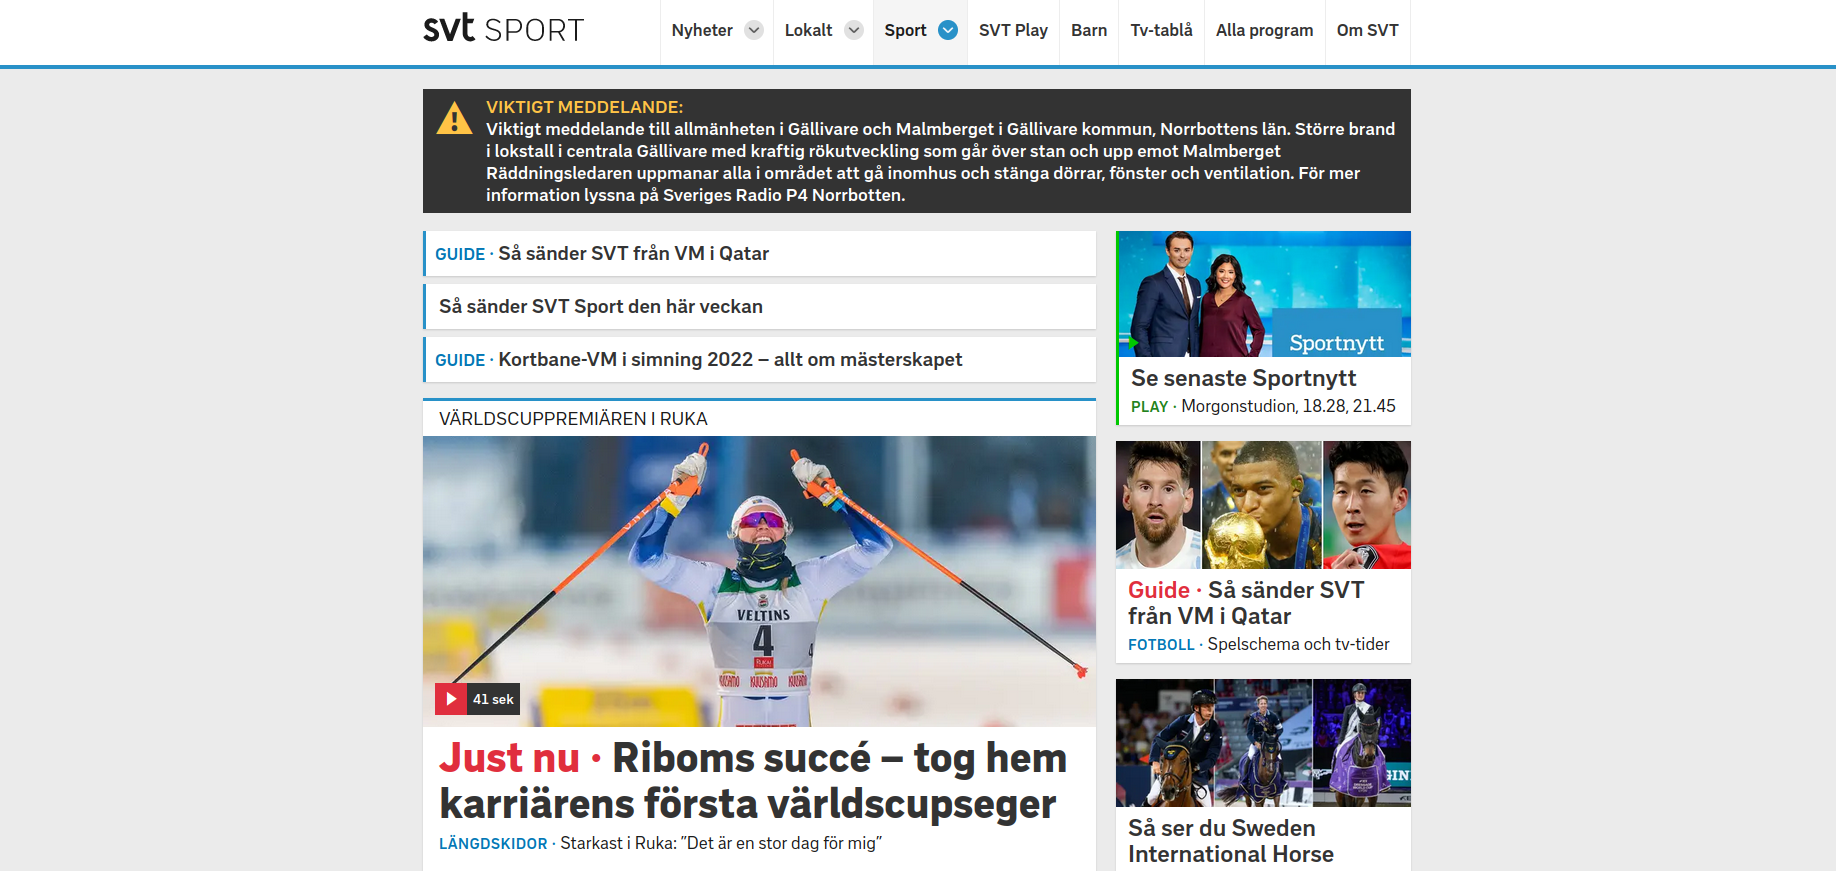 svt SPORT
Nyheter
Lokalt
Sport
SVT Play
Barn
Tv-tablå
Alla program
Om SVT
VIKTIGT MEDDELANDE:
Viktigt meddelande till allmänheten i Gällivare och Malmberget i Gällivare kommun, Norrbottens län. Större brand
i lokstall i centrala Gällivare med kraftig rökutveckling som går över stan och upp emot Malmberget
Räddningsledaren uppmanar alla i området att gå inomhus och stänga dörrar, fönster och ventilation. För mer
information lyssna på Sveriges Radio P4 Norrbotten.
GUIDE · Så sänder SVT från VM i Qatar
Så sänder SVT Sport den här veckan
GUIDE · Kortbane-VM i simning 2022 – allt om mästerskapet
VÄRLDSCUPPREMIÄREN I RUKA
VELTINS
4
4
RUKA
KUUSAMO
KUUSAMO
41 sek
Just nu · Riboms succé – tog hem
karriärens första världscupseger
LÄNGDSKIDOR · Starkast i Ruka: ”Det är en stor dag för mig”
Sportnytt
Se senaste Sportnytt
PLAY · Morgonstudion, 18.28, 21.45
Guide · Så sänder SVT
från VM i Qatar
FOTBOLL · Spelschema och tv-tider
Så ser du Sweden
International Horse